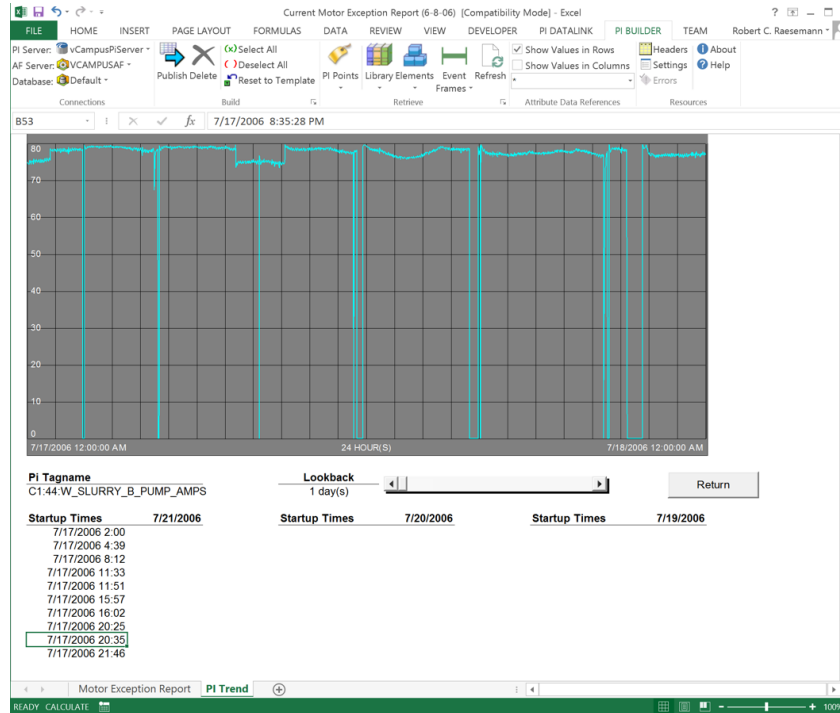 Current Motor Exception Report (6-8-06) [Compatibility Mode] - Excel
FILE HOME INSERT PAGE LAYOUT FORMULAS DATA REVIEW VIEW DEVELOPER PI DATALINK PI BUILDER TEAM Robert C. Raesemann
PI Server: vCampusPiServer
AF Server: VCAMPUSAF
Database: Default
Connections
Publish Delete
(x)Select All
( )Deselect All
Reset to Template
Build
PI Points Library Elements Event Frames Refresh
Retrieve
Show Values in Rows
Show Values in Columns
*
Attribute Data References
Headers About
Settings Help
Errors
Resources
B53 fx 7/17/2006 8:35:28 PM
80
70
60
50
40
30
20
10
0
7/17/2006 12:00:00 AM 24 HOUR(S) 7/18/2006 12:00:00 AM
Pi Tagname Lookback
C1:44:W_SLURRY_B_PUMP_AMPS 1 day(s) Return
Startup Times 7/21/2006 Startup Times 7/20/2006 Startup Times 7/19/2006
7/17/2006 2:00
7/17/2006 4:39
7/17/2006 8:12
7/17/2006 11:33
7/17/2006 11:51
7/17/2006 15:57
7/17/2006 16:02
7/17/2006 20:25
7/17/2006 20:35
7/17/2006 21:46
Motor Exception Report PI Trend
READY CALCULATE